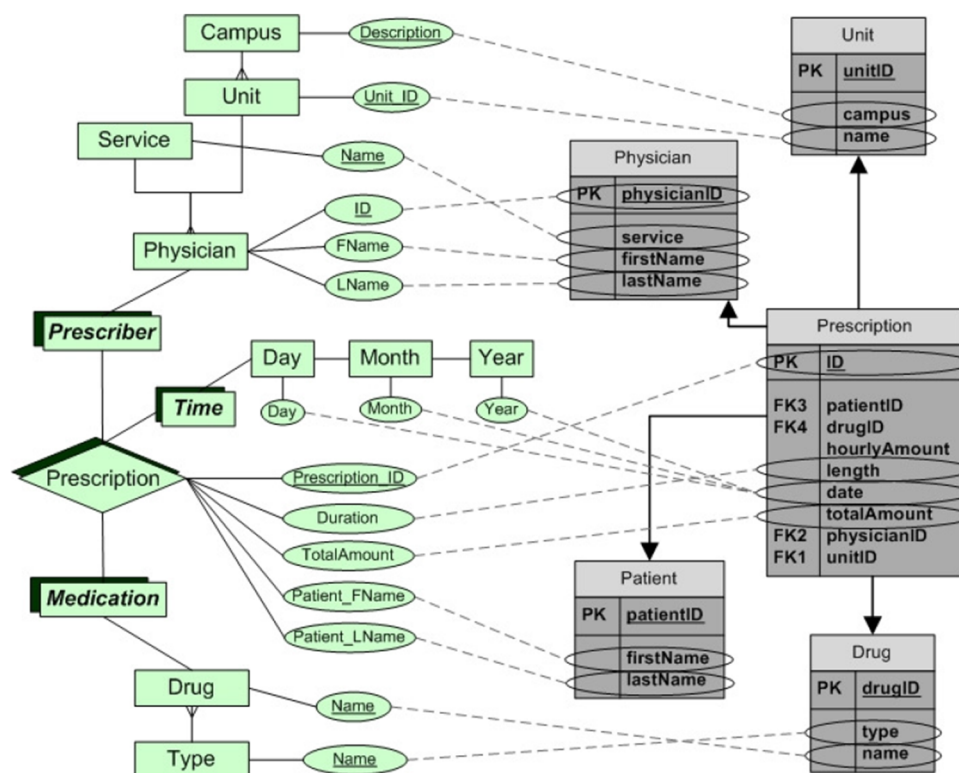 Campus
Description
Unit
Unit_ID
Service
Name
Physician
ID
FName
LName
Prescriber
Day
Month
Year
Time
Day
Month
Year
Prescription
Prescription_ID
Duration
TotalAmount
Patient_FName
Patient_LName
Medication
Drug
Name
Type
Name
Unit
PK unitID
campus
name
Physician
PK physicianID
service
firstName
lastName
Prescription
PK ID
FK3 patientID
FK4 drugID
hourlyAmount
length
date
totalAmount
FK2 physicianID
FK1 unitID
Patient
PK patientID
firstName
lastName
Drug
PK drugID
type
name